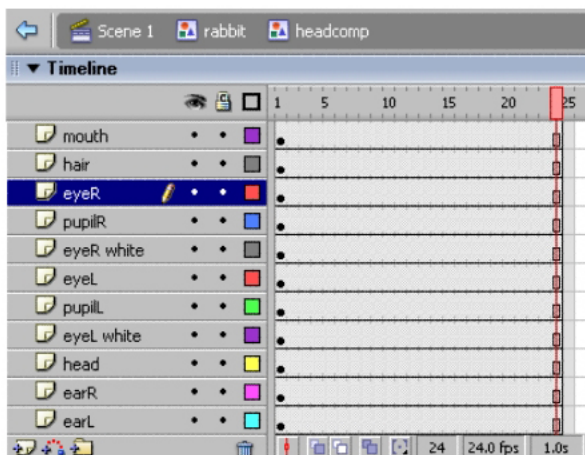 Scene 1 rabbit headcomp
Timeline
1 5 10 15 20 25
mouth
hair
eyeR
pupilR
eyeR white
eyeL
pupilL
eyeL white
head
earR
earL
24 24.0 fps 1.0s